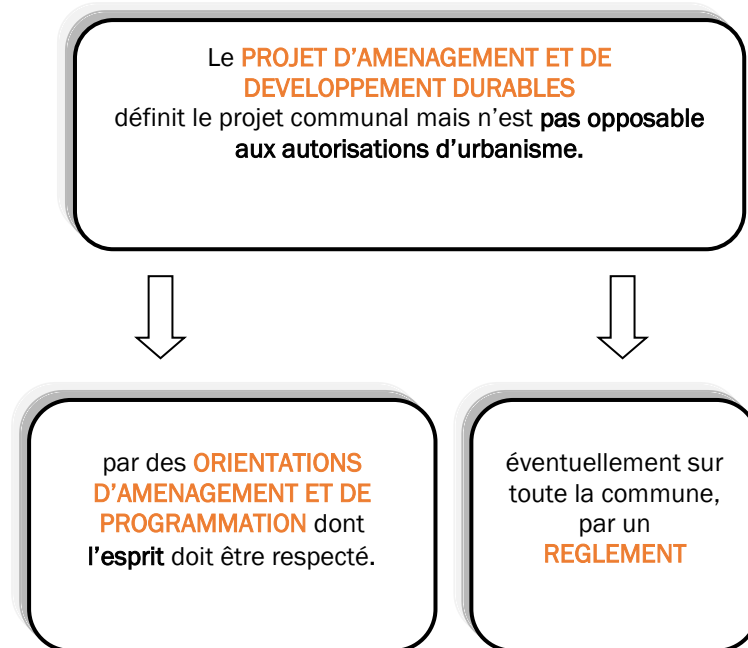 Le PROJET D’AMENAGEMENT ET DE
DEVELOPPEMENT DURABLES
définit le projet communal mais n’est pas opposable
aux autorisations d’urbanisme.
par des ORIENTATIONS
D’AMENAGEMENT ET DE
PROGRAMMATION dont
l’esprit doit être respecté.
éventuellement sur
toute la commune,
par un
REGLEMENT